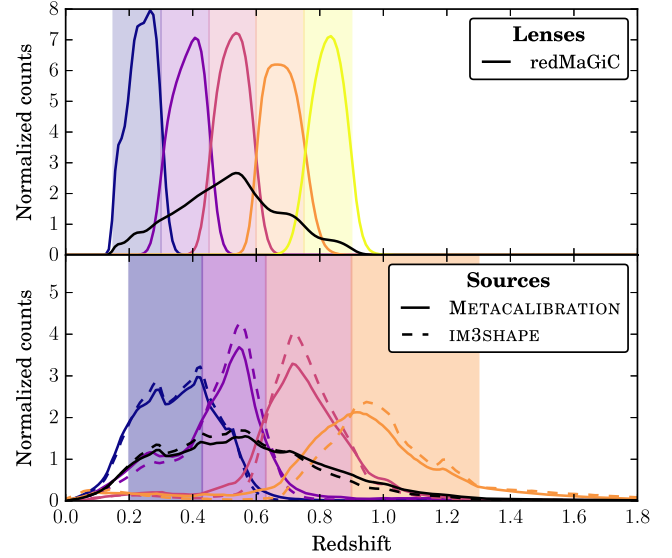 8
7
6
5
4
3
2
1
0
Normalized counts
Lenses
redMaGiC
5
4
3
2
1
0
Normalized counts
Sources
METACALIBRATION
IM3SHAPE
0.0 0.2 0.4 0.6 0.8 1.0 1.2 1.4 1.6 1.8
Redshift